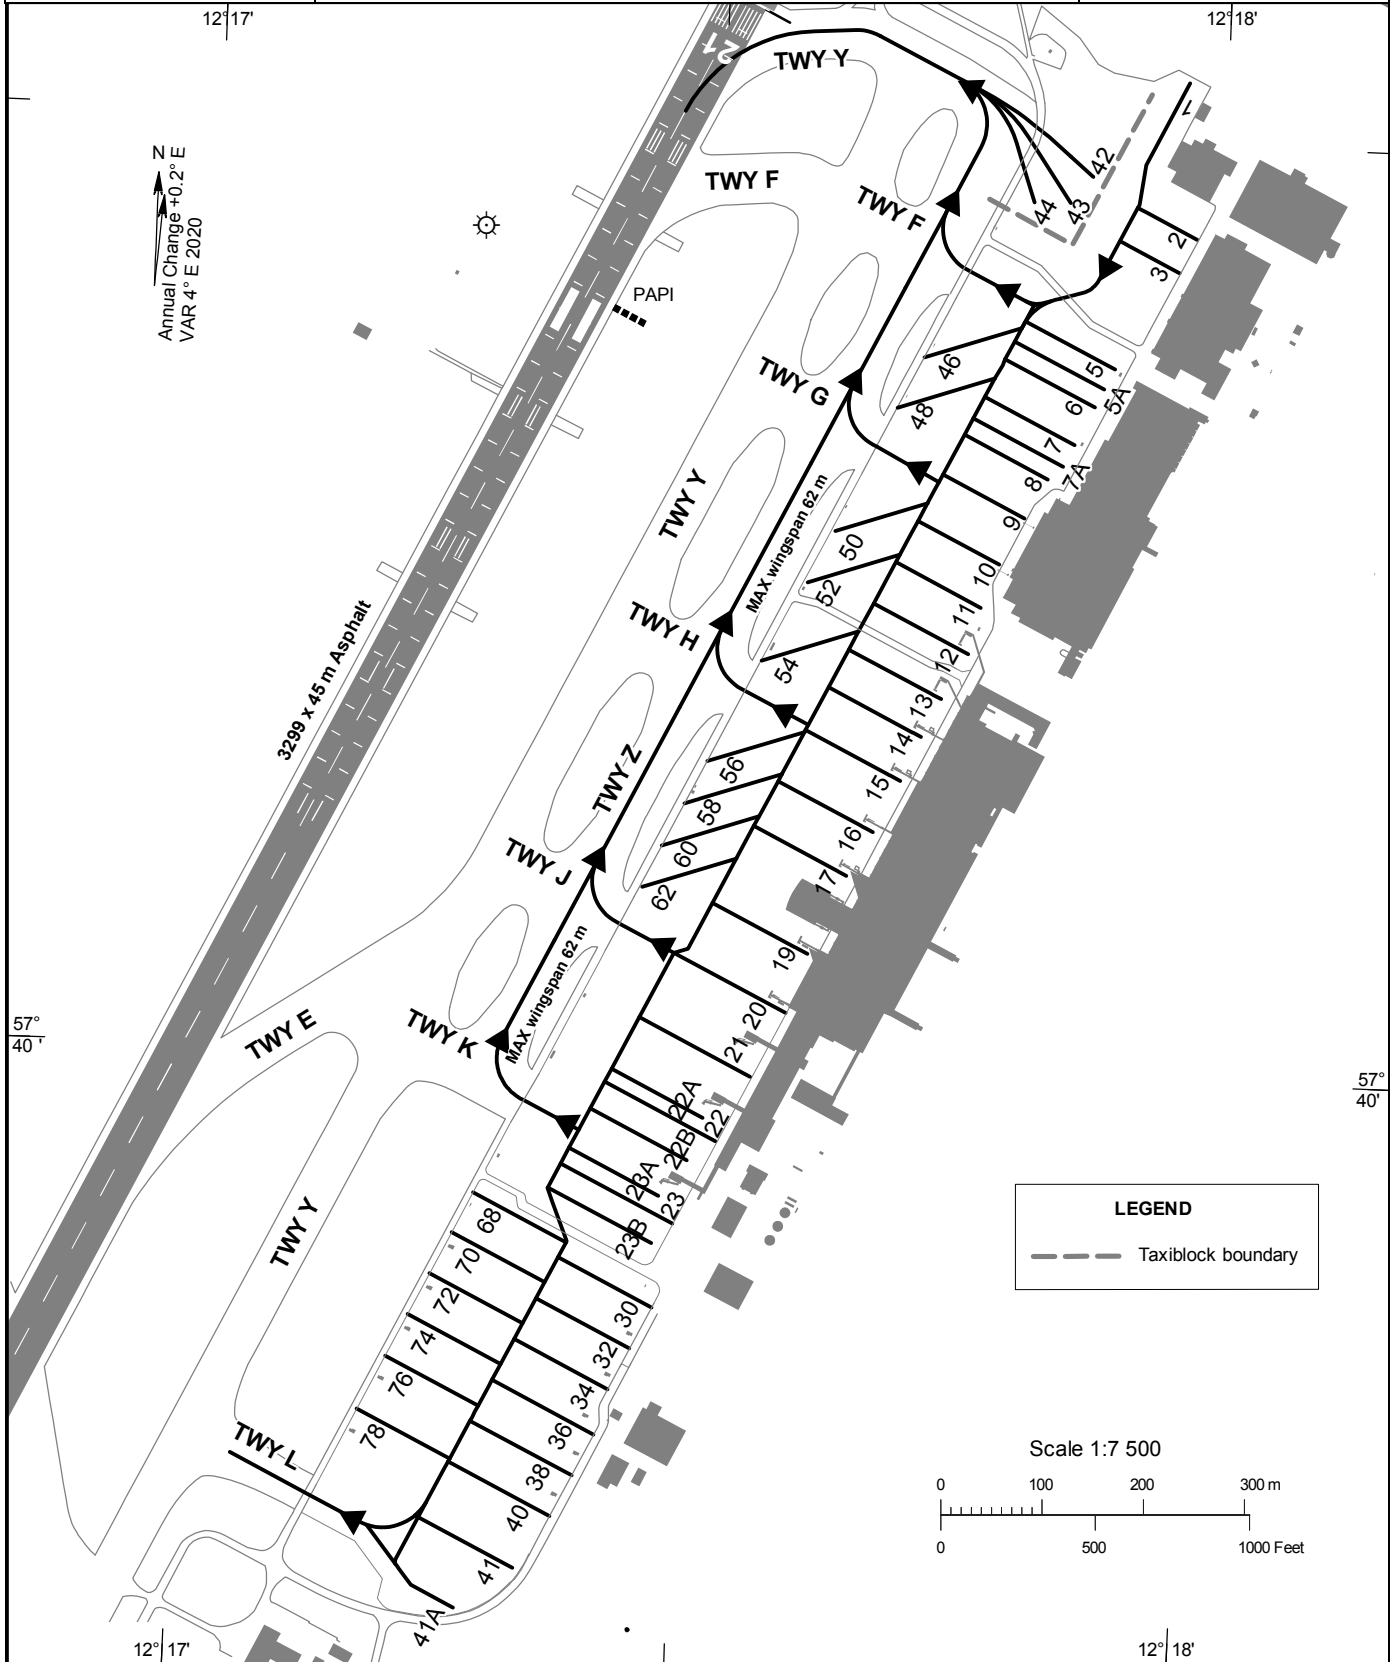 12°17'
12°18'
21
TWY Y
1
42
N
Annual Change +0.2° E
VAR 4° E 2020
TWY F
TWY F
44
43
2
3
PAPI
46
5
5A
TWY G
48
6
7
7A
8
TWY Y
MAX wingspan 62 m
9
50
10
52
11
TWY H
12
54
3299 x 45 m Asphalt
13
14
TWY Z
56
15
58
16
60
17
TWY J
62
19
MAX wingspan 62 m
20
57°
40'
TWY E
TWY K
21
22A
22
57°
40'
22B
23A
23
TWY Y
68
23B
70
72
30
74
32
76
34
78
36
TWY L
38
40
41
41A
LEGEND
Taxiblock boundary
Scale 1:7 500
0 100 200 300 m
0 500 1000 Feet
12°17'
12°18'